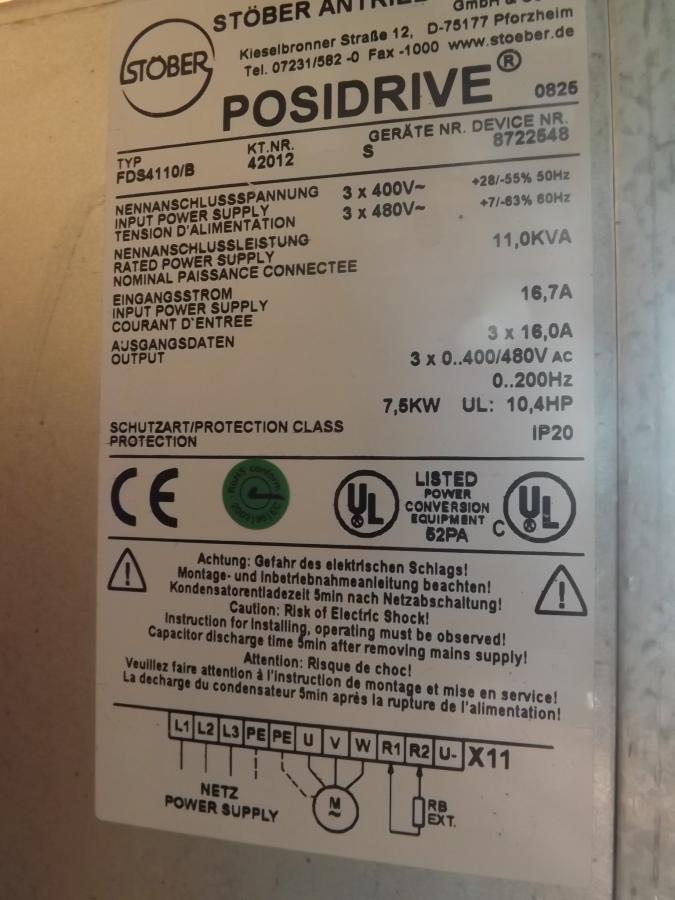 STÖBER ANTRIE
GmbH &
STÖBER
Kieselbronner Straße 12, D-75177 Pforzheim
Tel. 07231/582 -0 Fax -1000 www.stoeber.de
POSIDRIVE® 0825
TYP KT.NR. GERÄTE NR. DEVICE NR.
FDS4110/B 42012 S 8722548
NENNANSCHLUSSSPANNUNG 3 x 400V~ +28/-55% 50Hz
INPUT POWER SUPPLY 3 x 480V~ +7/-63% 60Hz
TENSION D'ALIMENTATION
NENNANSCHLUSSLEISTUNG 11,0KVA
RATED POWER SUPPLY
NOMINAL PAISSANCE CONNECTEE
EINGANGSSTROM 16,7A
INPUT POWER SUPPLY
COURANT D`ENTREE
AUSGANGSDATEN 3 x 16,0A
OUTPUT 3 x 0..400/480V AC
0..200Hz
7,5KW UL: 10,4HP
SCHUTZART/PROTECTION CLASS IP20
PROTECTION
CE
RoHS conform
2002/95/EG
UL
LISTED
POWER
CONVERSION
EQUIPMENT
52PA
C UL
Achtung: Gefahr des elektrischen Schlags!
Montage- und Inbetriebnahmeanleitung beachten!
Kondensatorentladezeit 5min nach Netzabschaltung!
Caution: Risk of Electric Shock!
Instruction for installing, operating must be observed!
Capacitor discharge time 5min after removing mains supply!
Attention: Risque de choc!
Veuillez faire attention à l'instruction de montage et mise en service!
La decharge du condensateur 5min après la rupture de l'alimentation!
L1 L2 L3 PE PE U V W R1 R2 U- X11
NETZ
POWER SUPPLY
M
~
RB
EXT.